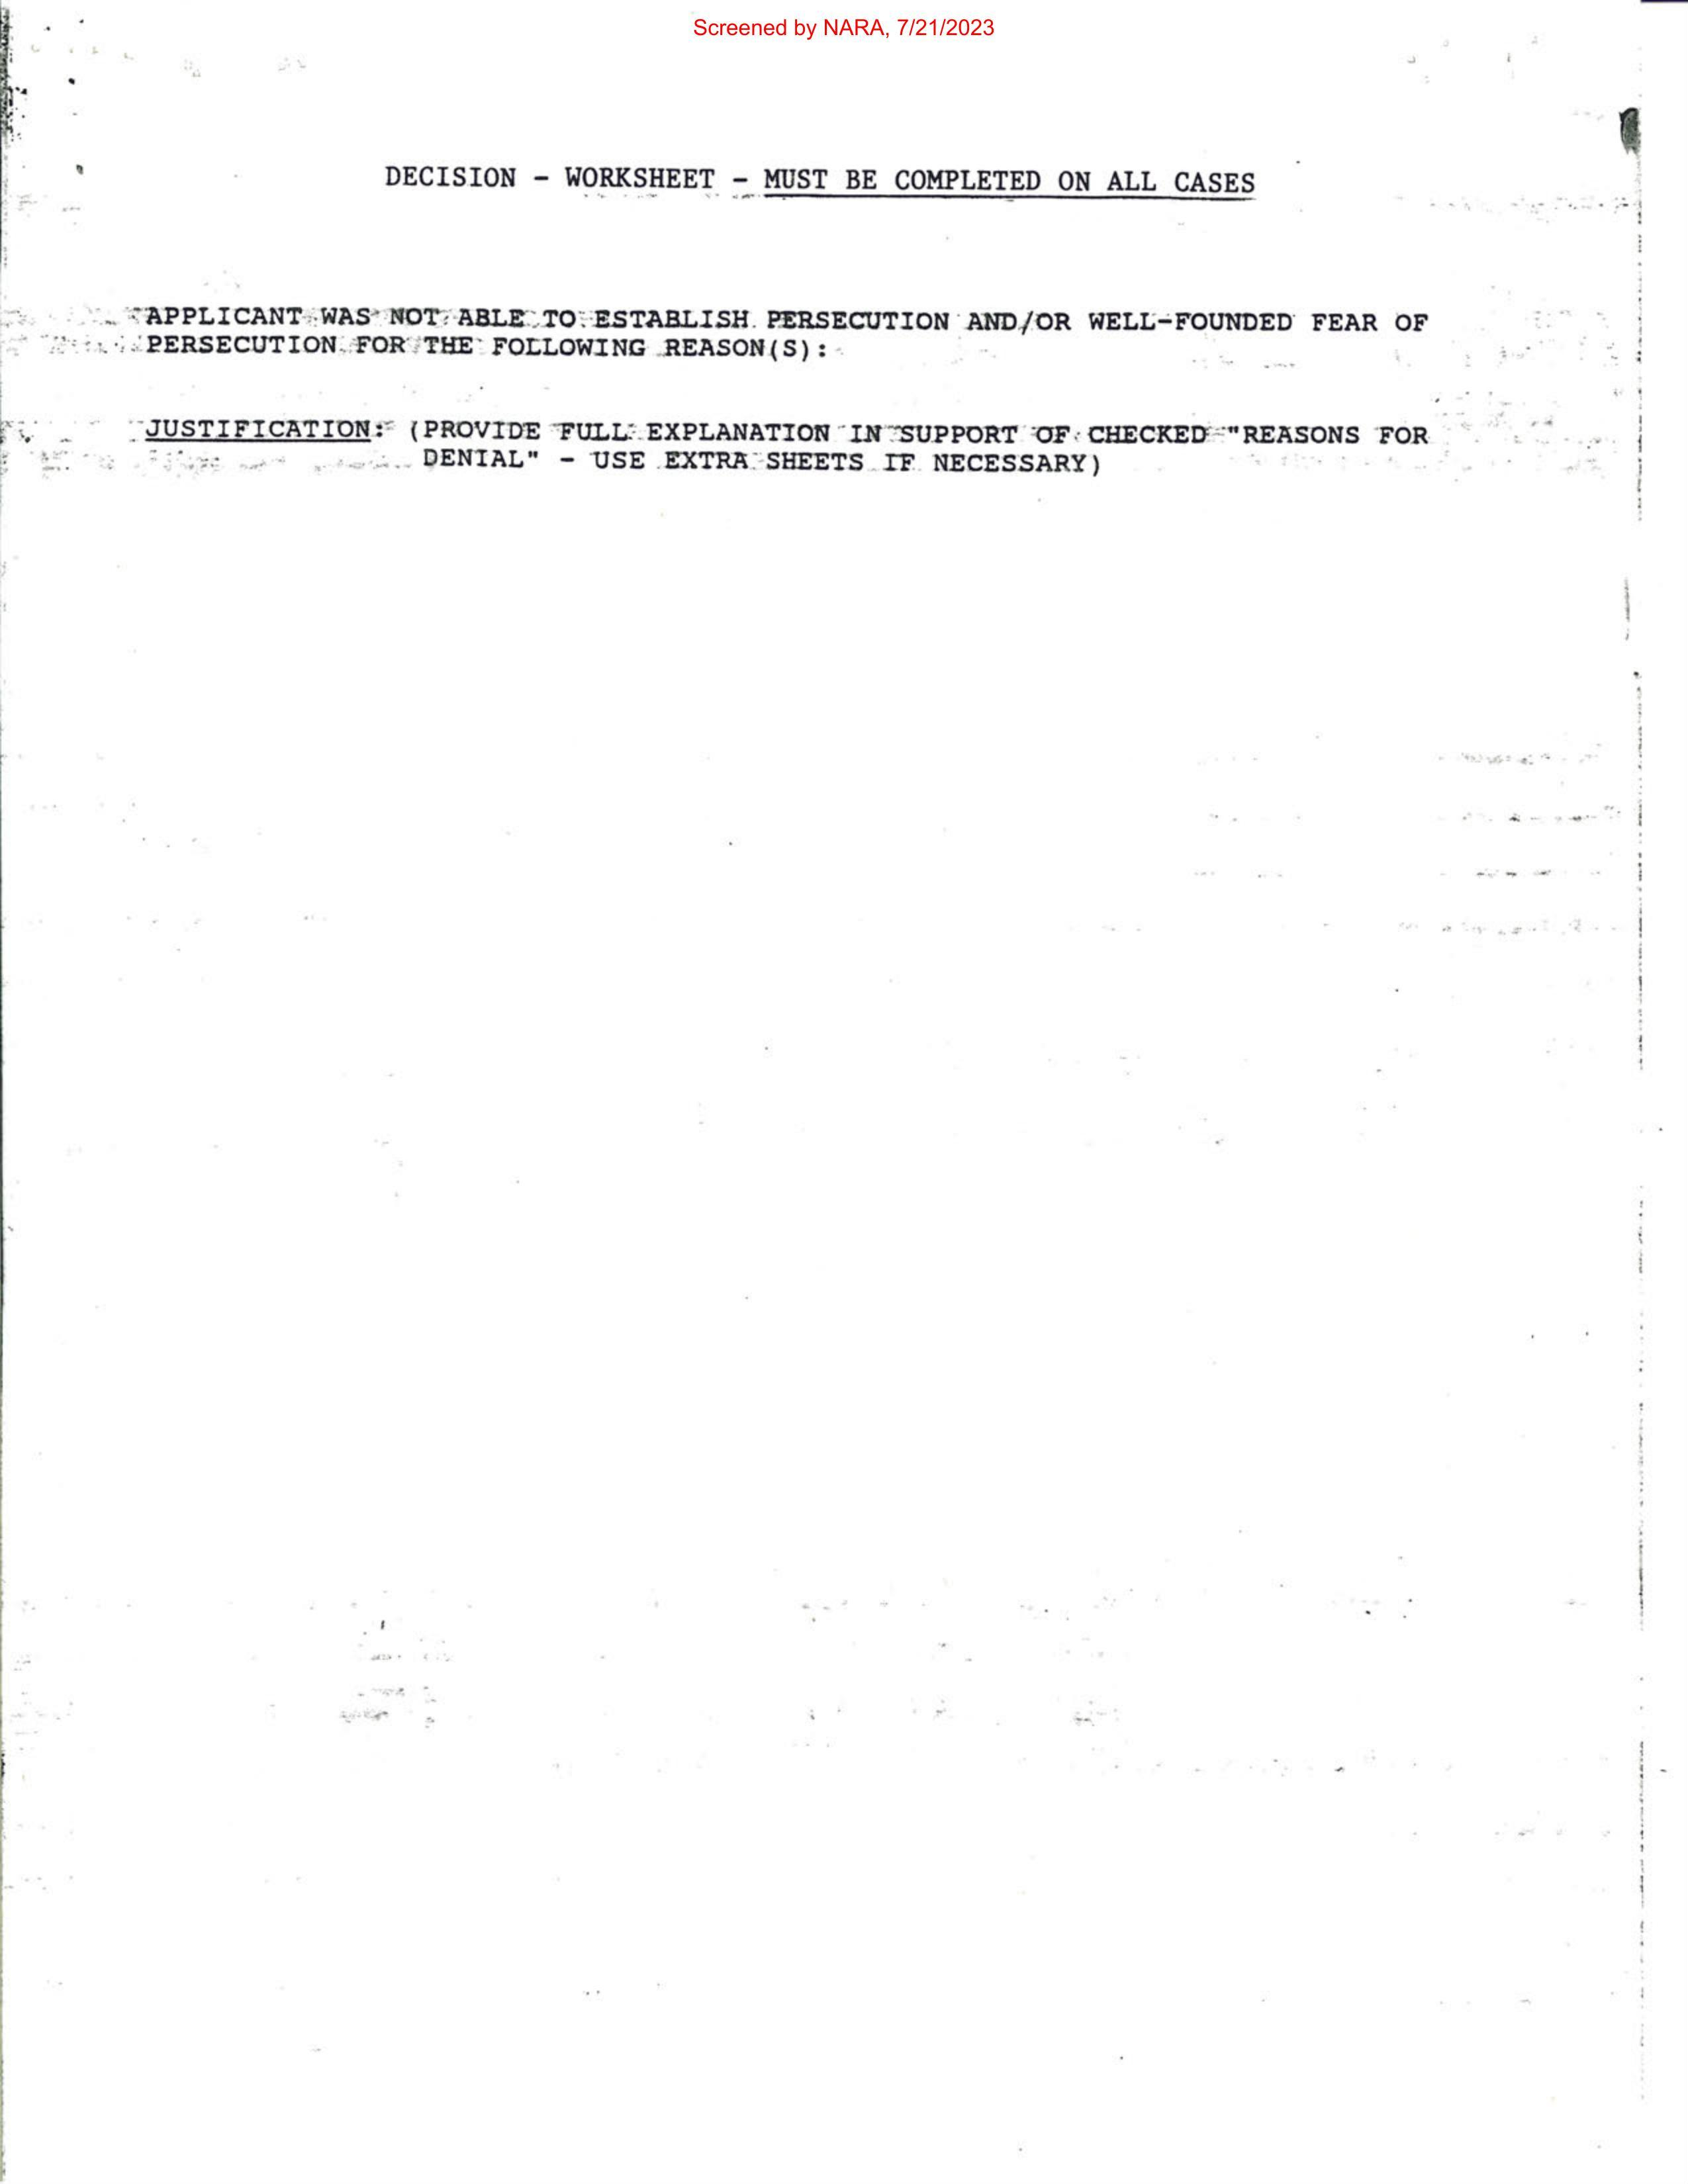 Screened by NARA, 7/21/2023
DECISION - WORKSHEET - MUST BE COMPLETED ON ALL CASES
APPLICANT WAS NOT ABLE TO ESTABLISH PERSECUTION AND/OR WELL-FOUNDED FEAR OF
PERSECUTION FOR THE FOLLOWING REASON(S):
JUSTIFICATION: (PROVIDE FULL EXPLANATION IN SUPPORT OF CHECKED "REASONS FOR
DENIAL" - USE EXTRA SHEETS IF NECESSARY)